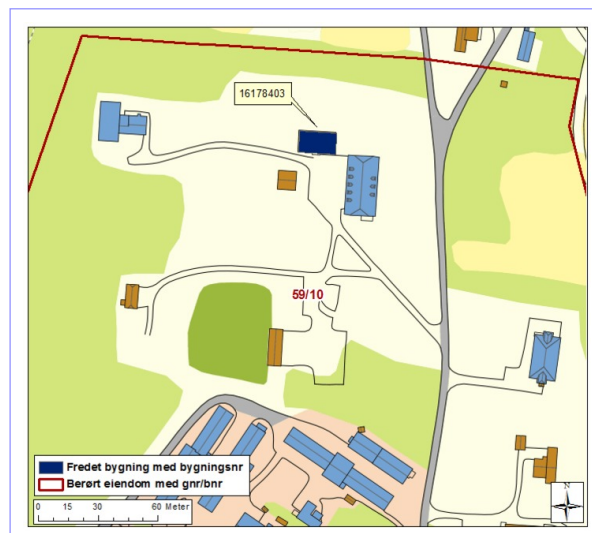 16178403
59/10
Fredet bygning med bygningsnr
Berørt eiendom med gnr/bnr
0 15 30 60 Meter
N